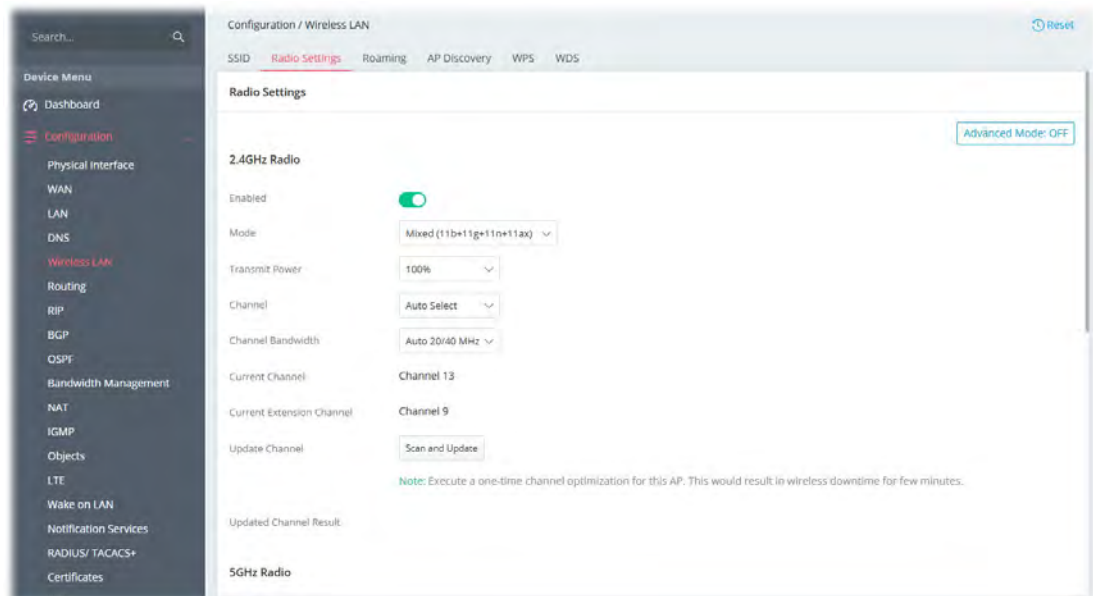 Search...
Device Menu
Dashboard
Configuration
Physical Interface
WAN
LAN
DNS
Wireless LAN
Routing
RIP
BGP
OSPF
Bandwidth Management
NAT
IGMP
Objects
LTE
Wake on LAN
Notification Services
RADIUS/ TACACS+
Certificates
Configuration / Wireless LAN
Reset
SSID Radio Settings Roaming AP Discovery WPS WDS
Radio Settings
Advanced Mode: OFF
2.4GHz Radio
Enabled
Mode Mixed (11b+11g+11n+11ax)
Transmit Power 100%
Channel Auto Select
Channel Bandwidth Auto 20/40 MHz
Current Channel Channel 13
Current Extension Channel Channel 9
Update Channel Scan and Update
Note: Execute a one-time channel optimization for this AP. This would result in wireless downtime for few minutes.
Updated Channel Result
5GHz Radio